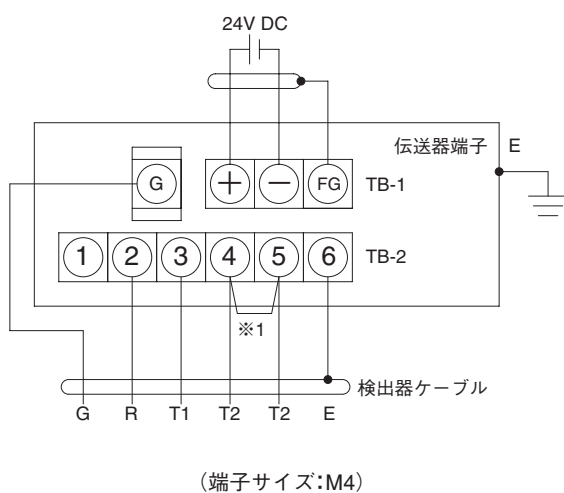 24V DC
伝送器端子 E
G + − FG TB-1
1 2 3 4 5 6 TB-2
※1
検出器ケーブル
G R T1 T2 T2 E
（端子サイズ：M4）